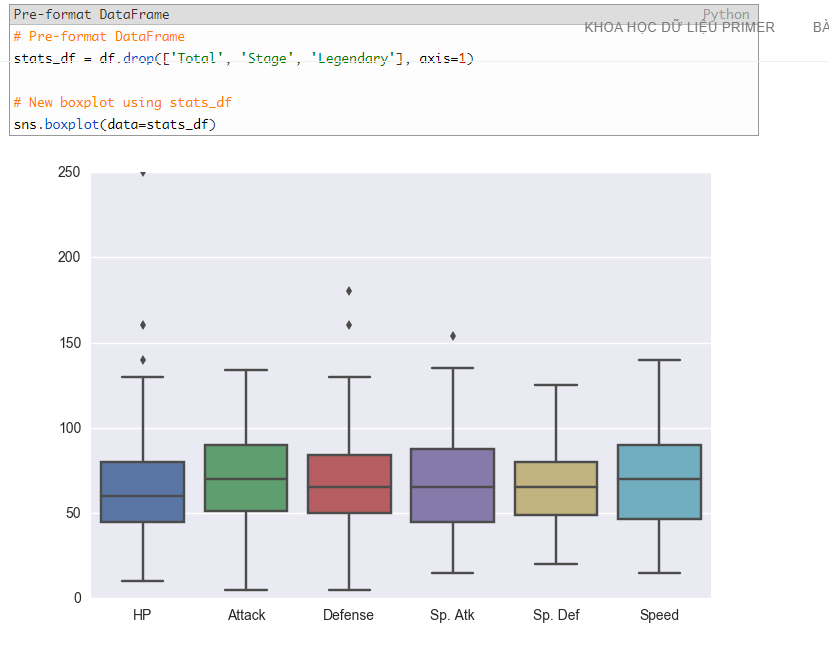 Pre-format DataFrame Python
KHOA HỌC DỮ LIỆU PRIMER BÀ
# Pre-format DataFrame
stats_df = df.drop(['Total', 'Stage', 'Legendary'], axis=1)
# New boxplot using stats_df
sns.boxplot(data=stats_df)
250
200
150
100
50
0
HP Attack Defense Sp. Atk Sp. Def Speed